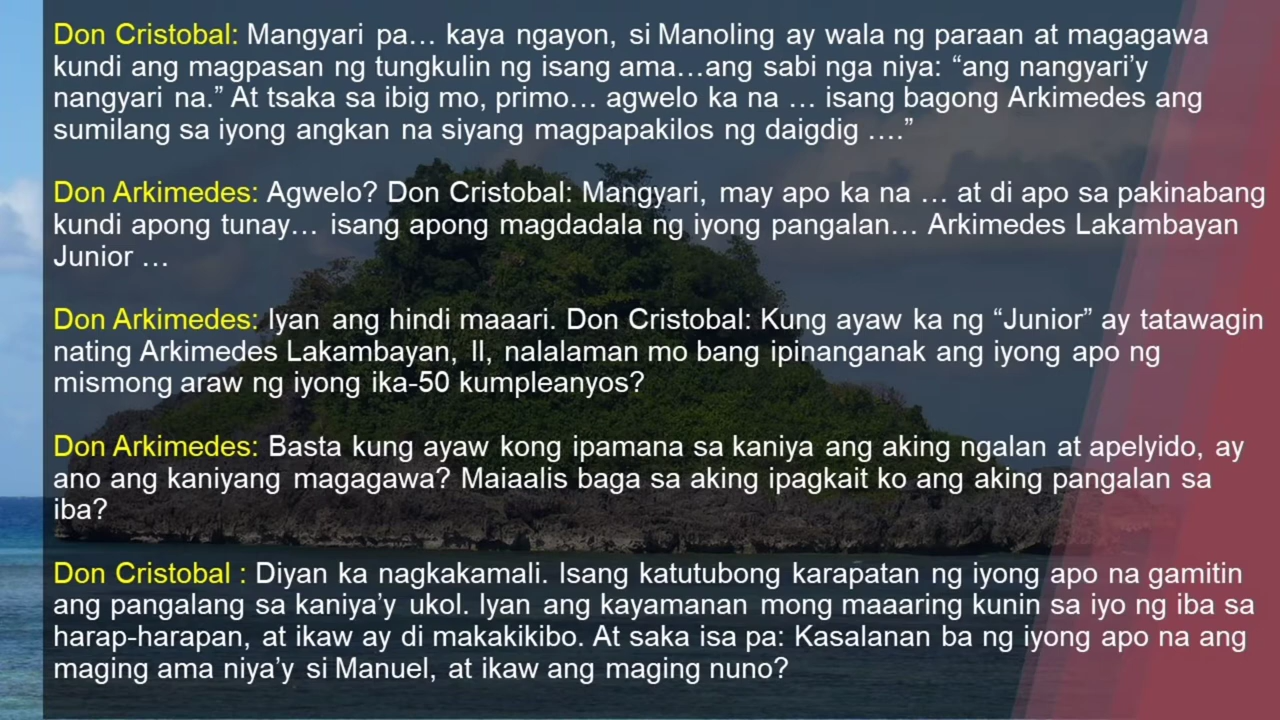 Don Cristobal: Mangyari pa… kaya ngayon, si Manoling ay wala ng paraan at magagawa
kundi ang magpasan ng tungkulin ng isang ama…ang sabi nga niya: “ang nangyari’y
nangyari na.” At tsaka sa ibig mo, primo… agwelo ka na … isang bagong Arkimedes ang
sumilang sa iyong angkan na siyang magpapakilos ng daigdig ….”
Don Arkimedes: Agwelo? Don Cristobal: Mangyari, may apo ka na … at di apo sa pakinabang
kundi apong tunay… isang apong magdadala ng iyong pangalan… Arkimedes Lakambayan
Junior …
Don Arkimedes: Iyan ang hindi maaari. Don Cristobal: Kung ayaw ka ng “Junior” ay tatawagin
nating Arkimedes Lakambayan, II, nalalaman mo bang ipinanganak ang iyong apo ng
mismong araw ng iyong ika-50 kumpleanyos?
Don Arkimedes: Basta kung ayaw kong ipamana sa kaniya ang aking ngalan at apelyido, ay
ano ang kaniyang magagawa? Maiaalis baga sa aking ipagkait ko ang aking pangalan sa
iba?
Don Cristobal : Diyan ka nagkakamali. Isang katutubong karapatan ng iyong apo na gamitin
ang pangalang sa kaniya’y ukol. Iyan ang kayamanan mong maaaring kunin sa iyo ng iba sa
harap-harapan, at ikaw ay di makakikibo. At saka isa pa: Kasalanan ba ng iyong apo na ang
maging ama niya’y si Manuel, at ikaw ang maging nuno?